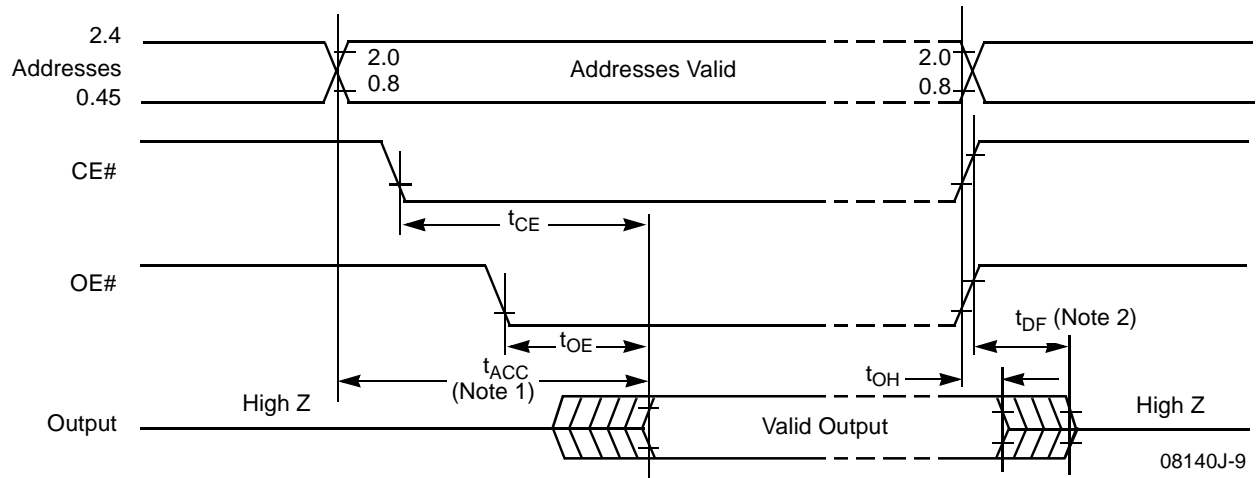 2.4
Addresses
0.45
2.0
0.8
Addresses Valid
2.0
0.8
CE#
tCE
OE#
tOE
tDF (Note 2)
tACC
(Note 1)
tOH
Output
High Z
Valid Output
High Z
08140J-9